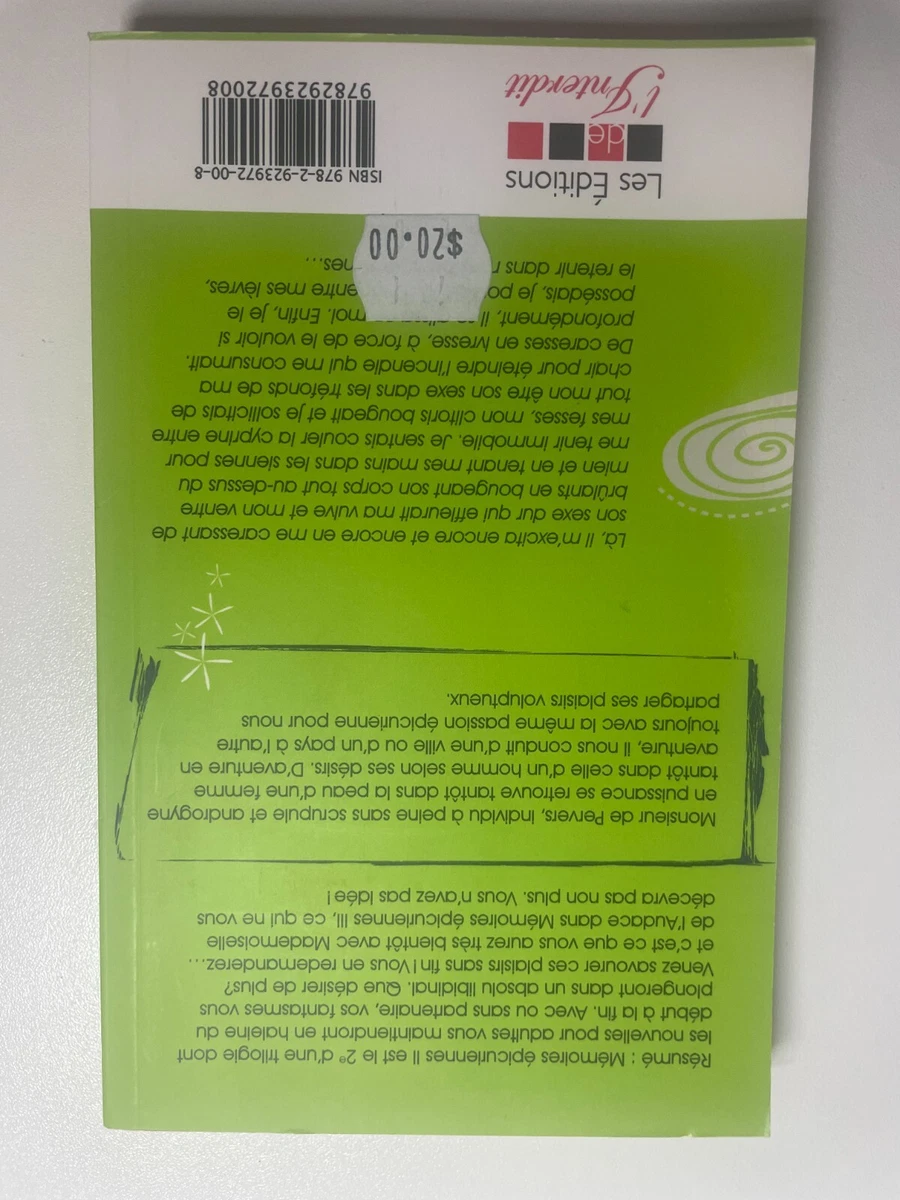 Résumé : Mémoires épicuriennes II est le 2e d'une trilogie dont
les nouvelles pour adultes vous maintiendront en haleine du
début à la fin. Avec ou sans partenaire, vos fantasmes vous
plongeront dans un absolu libidinal. Que désirer de plus?
Venez savourer ces plaisirs sans fin ! Vous en redemanderez...
et c'est ce que vous aurez très bientôt avec Mademoiselle
de l'Audace dans Mémoires épicuriennes III, ce qui ne vous
décevra pas non plus. Vous n'avez pas idée !
Monsieur de Pervers, individu à peine sans scrupule et androgyne
en puissance se retrouve tantôt dans la peau d'une femme
tantôt dans celle d'un homme selon ses désirs. D'aventure en
aventure, il nous conduit d'une ville ou d'un pays à l'autre
toujours avec la même passion épicurienne pour nous
partager ses plaisirs voluptueux.
Là, il m'excita encore et encore en me caressant de
son sexe dur qui effleurait ma vulve et mon ventre
brûlants en bougeant son corps tout au-dessus du
mien et en tenant mes mains dans les siennes pour
me tenir immobile. Je sentais couler la cyprine entre
mes fesses, mon clitoris bougeait et je sollicitais de
tout mon être son sexe dans les tréfonds de ma
chair pour éteindre l'incendie qui me consumait.
De caresses en ivresse, à force de le vouloir si
profondément, il moi. Enfin, je le
possédais, je entre mes lèvres,
le retenir dans
$20.00
Les Éditions
de
l'Interdit
ISBN 978-2-923972-00-8
9782923972008